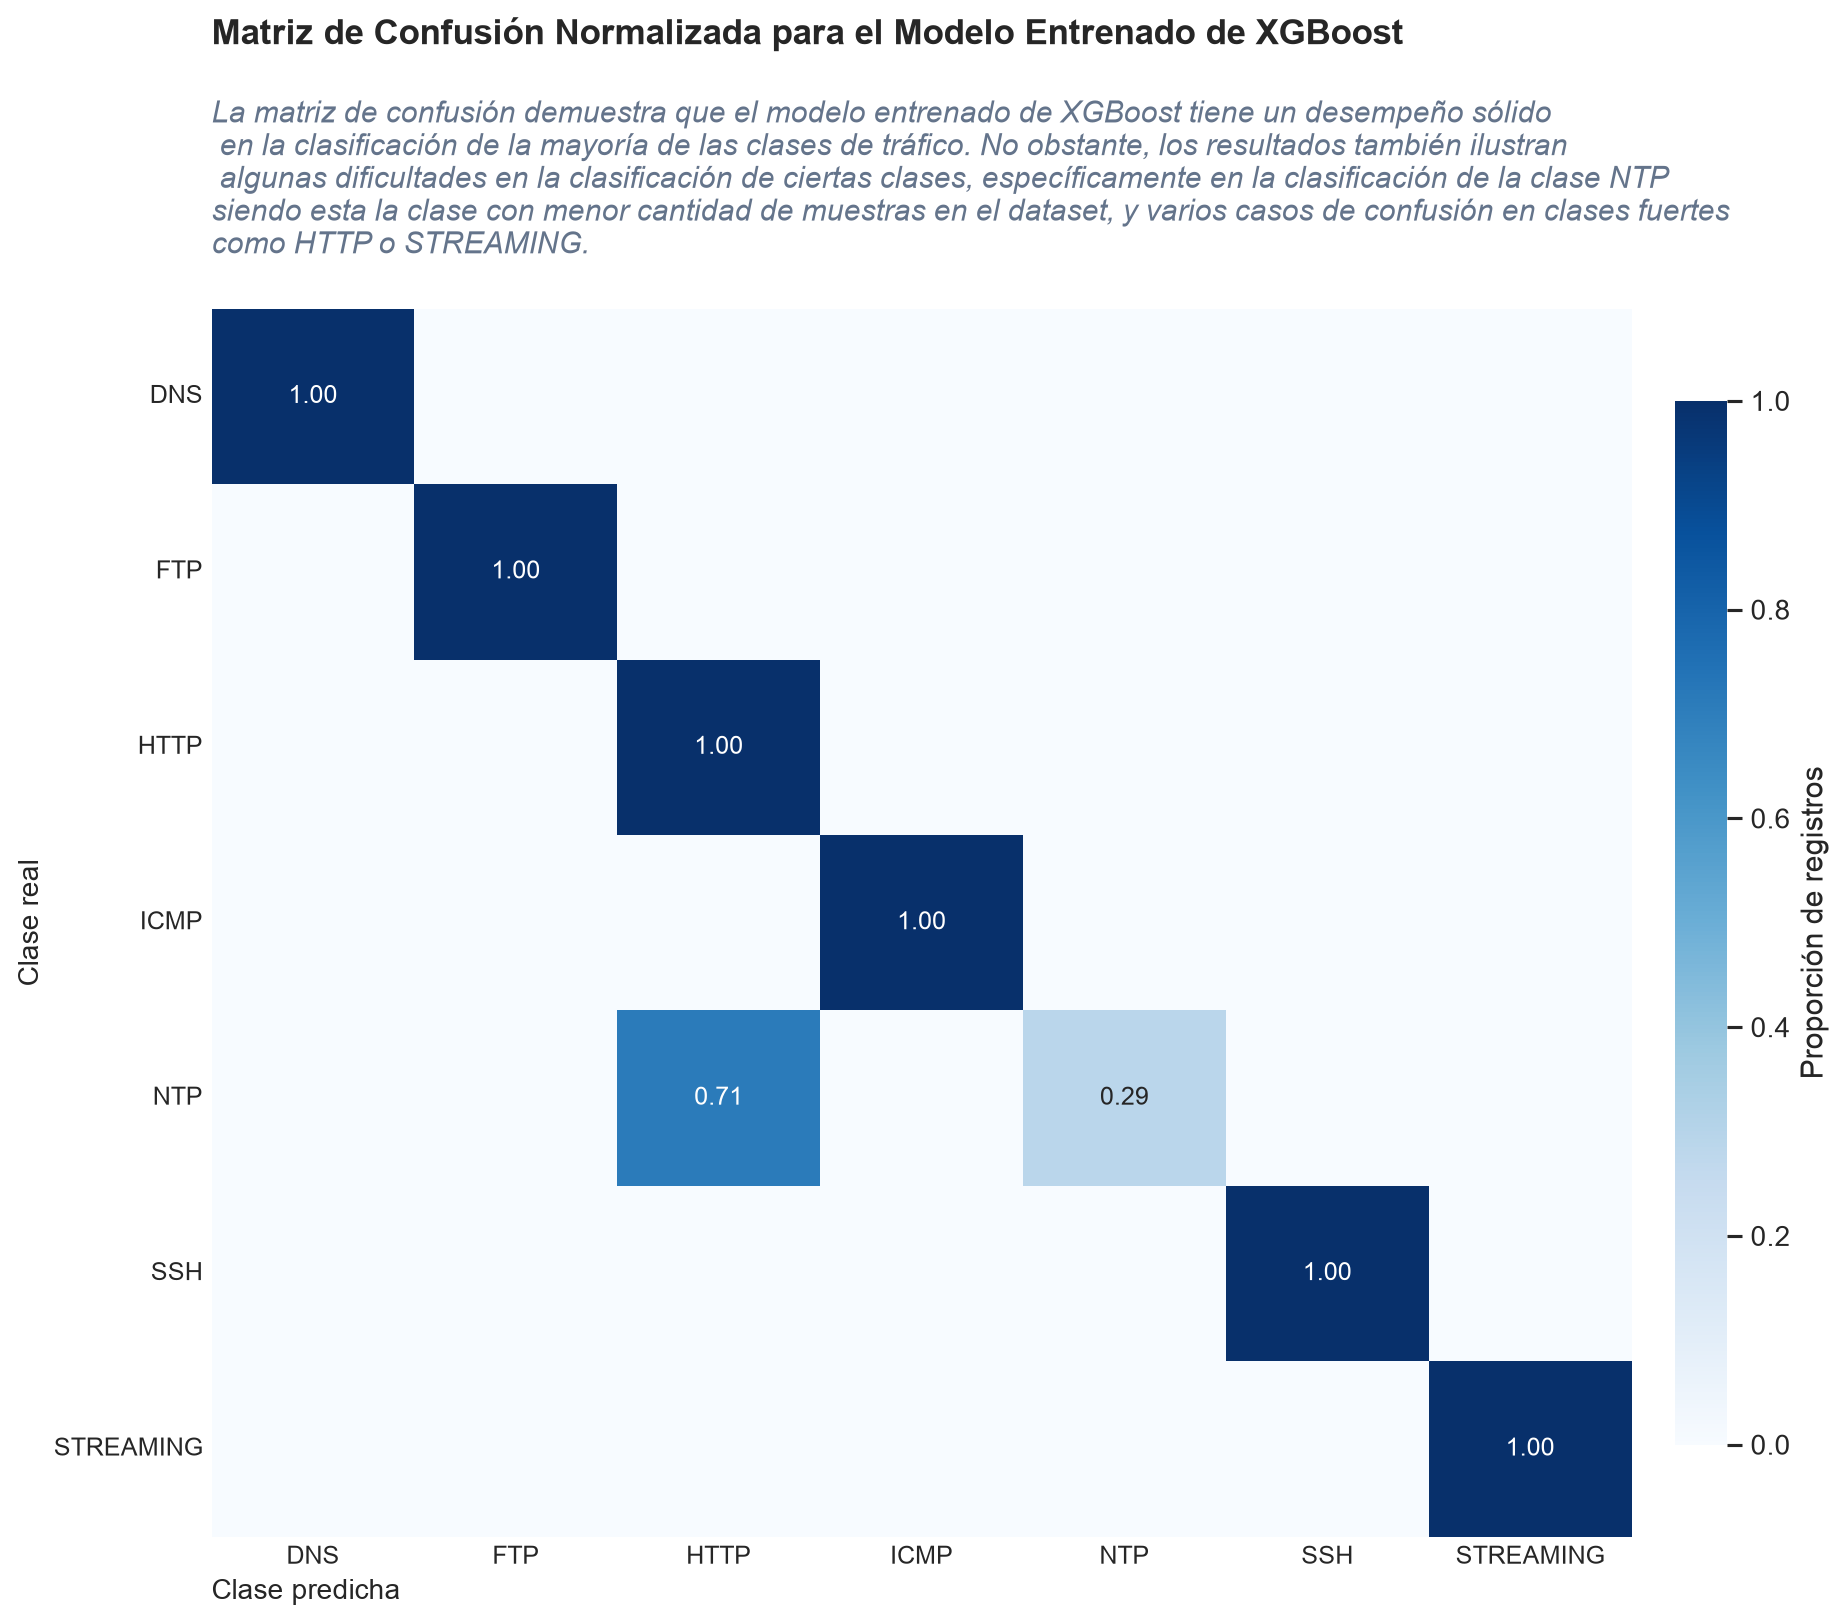 Matriz de Confusión Normalizada para el Modelo Entrenado de XGBoost
La matriz de confusión demuestra que el modelo entrenado de XGBoost tiene un desempeño sólido
en la clasificación de la mayoría de las clases de tráfico. No obstante, los resultados también ilustran
algunas dificultades en la clasificación de ciertas clases, específicamente en la clasificación de la clase NTP
siendo esta la clase con menor cantidad de muestras en el dataset, y varios casos de confusión en clases fuertes
como HTTP o STREAMING.
Clase real
DNS
1.00
FTP
1.00
HTTP
1.00
ICMP
1.00
NTP
0.71
0.29
SSH
1.00
STREAMING
1.00
DNS
FTP
HTTP
ICMP
NTP
SSH
STREAMING
Clase predicha
1.0
0.8
0.6
0.4
0.2
0.0
Proporción de registros